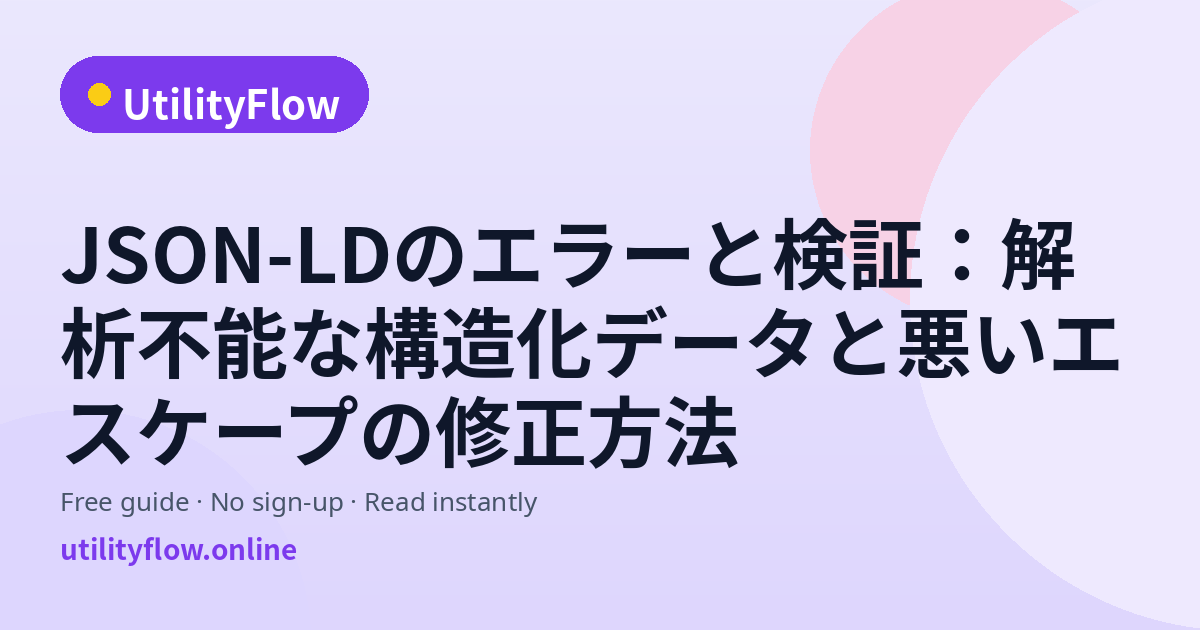 UtilityFlow
JSON-LDのエラーと検証：解
析不能な構造化データと悪いエ
スケープの修正方法
Free guide · No sign-up · Read instantly
utilityflow.online